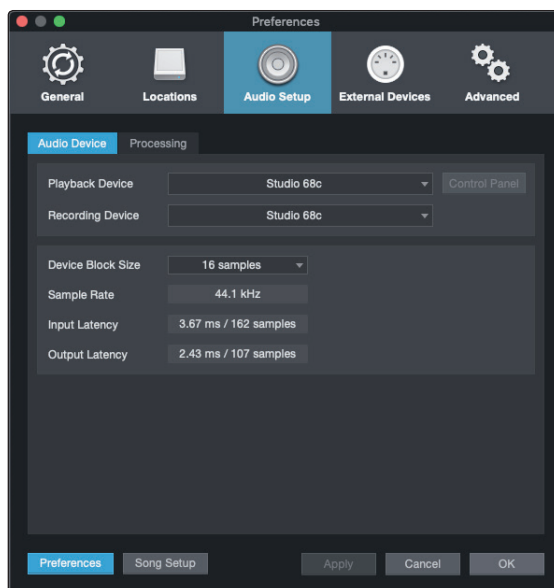 Preferences
General Locations Audio Setup External Devices Advanced
Audio Device Processing
Playback Device Studio 68c Control Panel
Recording Device Studio 68c
Device Block Size 16 samples
Sample Rate 44.1 kHz
Input Latency 3.67 ms / 162 samples
Output Latency 2.43 ms / 107 samples
Preferences Song Setup Apply Cancel OK